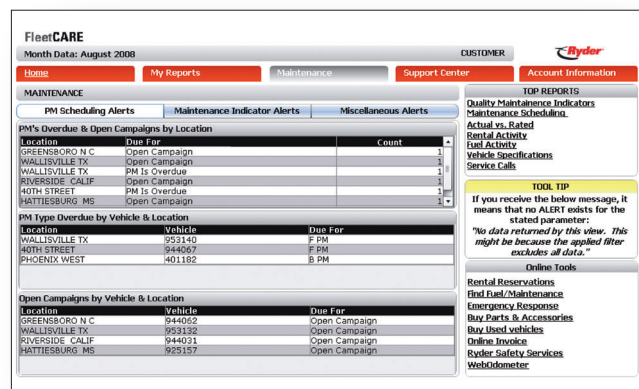 FleetCARE
Month Data: August 2008
CUSTOMER
Ryder
Home
My Reports
Maintenance
Support Center
Account Information
MAINTENANCE
PM Scheduling Alerts
Maintenance Indicator Alerts
Miscellaneous Alerts
PM's Overdue & Open Campaigns by Location
Location Due For Count
GREENSBORO N C Open Campaign 1
WALLISVILLE TX Open Campaign 1
WALLISVILLE TX PM Is Overdue 1
RIVERSIDE CALIF Open Campaign 1
40TH STREET PM Is Overdue 1
HATTIESBURG MS Open Campaign 1
PM Type Overdue by Vehicle & Location
Location Vehicle Due For
WALLISVILLE TX 953140 F PM
40TH STREET 944067 F PM
PHOENIX WEST 401182 B PM
Open Campaigns by Vehicle & Location
Location Vehicle Due For
GREENSBORO N C 944062 Open Campaign
WALLISVILLE TX 953132 Open Campaign
RIVERSIDE CALIF 944031 Open Campaign
HATTIESBURG MS 925157 Open Campaign
TOP REPORTS
Quality Maintainence Indicators
Maintenance Scheduling
Actual vs. Rated
Rental Activity
Fuel Activity
Vehicle Specifications
Service Calls
TOOL TIP
If you receive the below message, it
means that no ALERT exists for the
stated parameter:
"No data returned by this view. This
might be because the applied filter
excludes all data."
Online Tools
Rental Reservations
Find Fuel/Maintenance
Emergency Response
Buy Parts & Accessories
Buy Used vehicles
Online Invoice
Ryder Safety Services
WebOdometer